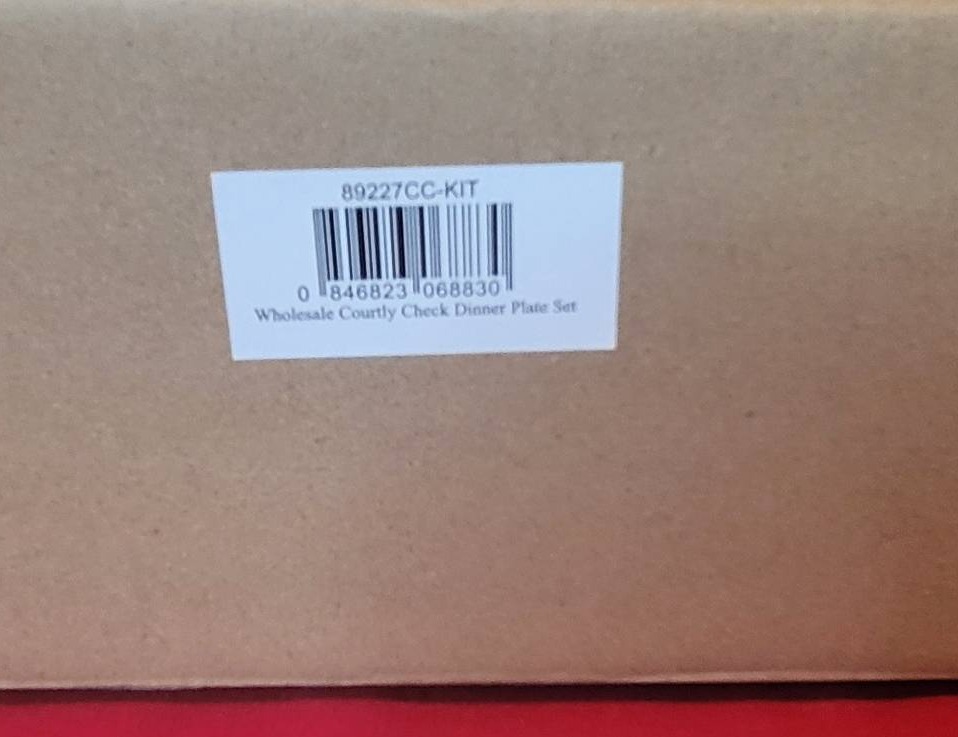 89227CC-KIT
0 846823 068830
Wholesale Courtly Check Dinner Plate Set